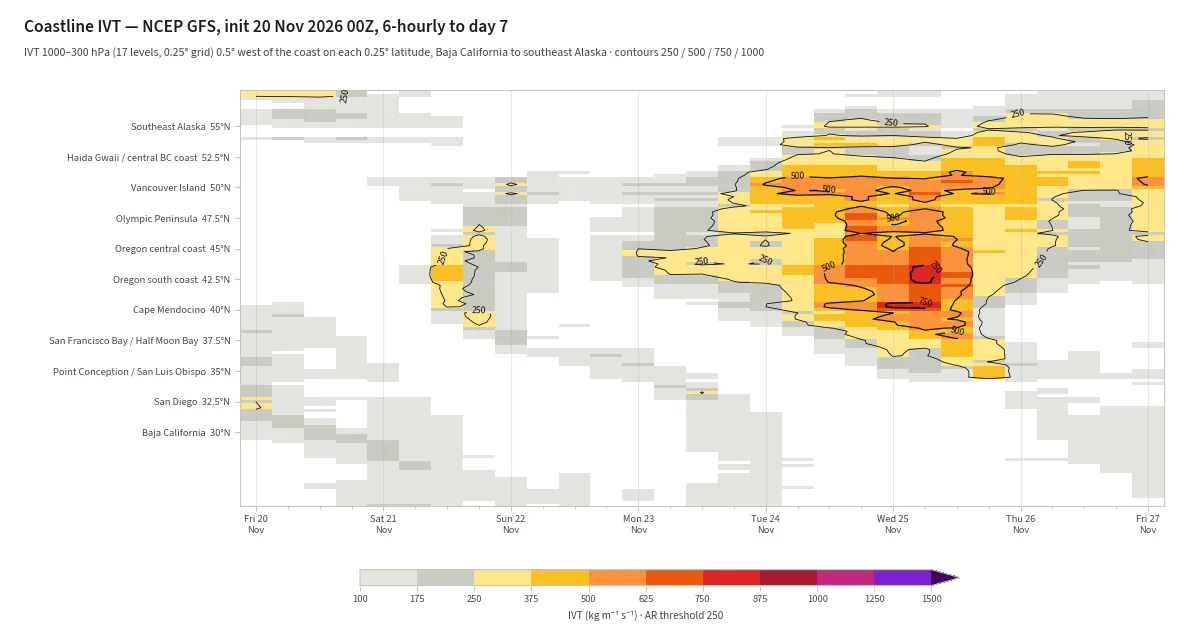 Coastline IVT — NCEP GFS, init 20 Nov 2026 00Z, 6-hourly to day 7
IVT 1000–300 hPa (17 levels, 0.25° grid) 0.5° west of the coast on each 0.25° latitude, Baja California to southeast Alaska · contours 250 / 500 / 750 / 1000
250
250
250
Southeast Alaska 55°N
250
Haida Gwaii / central BC coast 52.5°N
500
Vancouver Island 50°N
500
500
Olympic Peninsula 47.5°N
500
Oregon central coast 45°N
250
250
250
500
750
250
Oregon south coast 42.5°N
750
Cape Mendocino 40°N
250
500
San Francisco Bay / Half Moon Bay 37.5°N
Point Conception / San Luis Obispo 35°N
San Diego 32.5°N
Baja California 30°N
Fri 20 Sat 21 Sun 22 Mon 23 Tue 24 Wed 25 Thu 26 Fri 27
Nov Nov Nov Nov Nov Nov Nov Nov
100 175 250 375 500 625 750 875 1000 1250 1500
IVT (kg m⁻¹ s⁻¹) · AR threshold 250